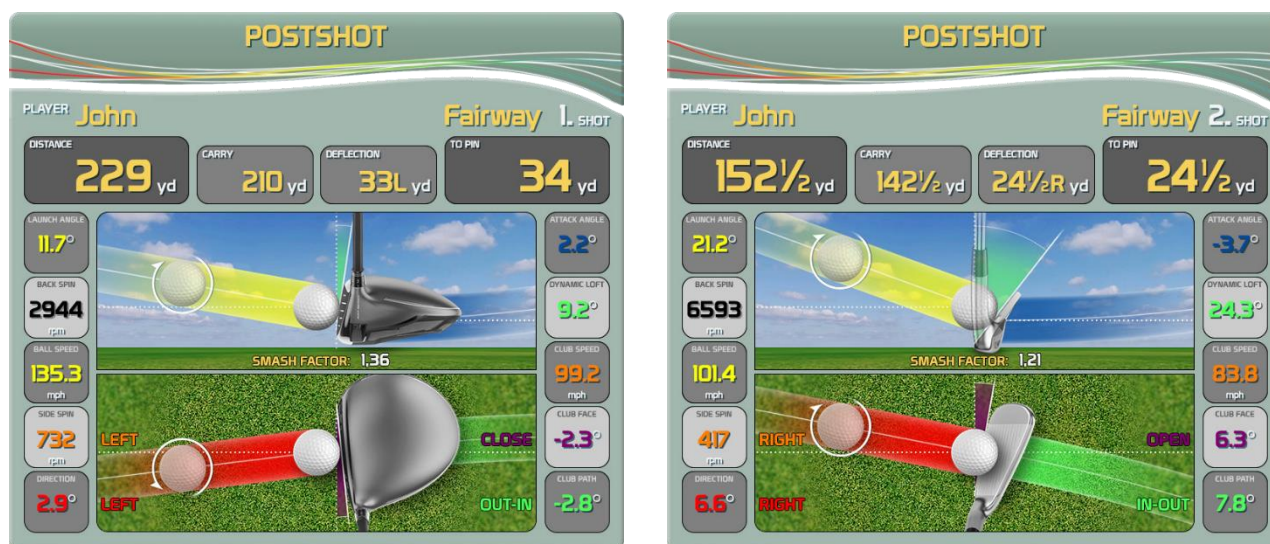 POSTSHOT
PLAYER John
Fairway 1. SHOT
DISTANCE
229 yd
CARRY
210 yd
DEFLECTION
33L yd
TO PIN
34 yd
LAUNCH ANGLE
11.7°
BACK SPIN
2944
rpm
BALL SPEED
135.3
mph
SIDE SPIN
732
rpm
DIRECTION
2.9°
SMASH FACTOR: 1,36
LEFT
LEFT
CLOSE
OUT-IN
ATTACK ANGLE
2.2°
DYNAMIC LOFT
9.2°
CLUB SPEED
99.2
mph
CLUB FACE
-2.3°
CLUB PATH
-2.8°
POSTSHOT
PLAYER John
Fairway 2. SHOT
DISTANCE
152½ yd
CARRY
142½ yd
DEFLECTION
24½R yd
TO PIN
24½ yd
LAUNCH ANGLE
21.2°
BACK SPIN
6593
rpm
BALL SPEED
101.4
mph
SIDE SPIN
417
rpm
DIRECTION
6.6°
SMASH FACTOR: 1,21
RIGHT
RIGHT
OPEN
IN-OUT
ATTACK ANGLE
-3.7°
DYNAMIC LOFT
24.3°
CLUB SPEED
83.8
mph
CLUB FACE
6.3°
CLUB PATH
7.8°